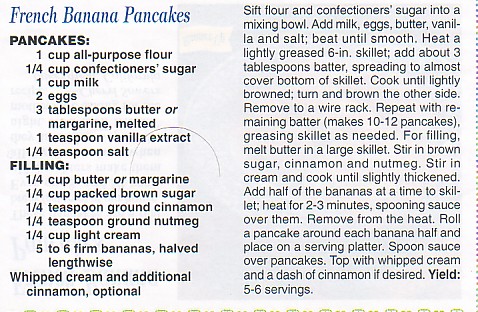 French Banana Pancakes
PANCAKES:
1 cup all-purpose flour
1/4 cup confectioners' sugar
1 cup milk
2 eggs
3 tablespoons butter or
margarine, melted
1 teaspoon vanilla extract
1/4 teaspoon salt
FILLING:
1/4 cup butter or margarine
1/4 cup packed brown sugar
1/4 teaspoon ground cinnamon
1/4 teaspoon ground nutmeg
1/4 cup light cream
5 to 6 firm bananas, halved
lengthwise
Whipped cream and additional
cinnamon, optional
Sift flour and confectioners' sugar into a
mixing bowl. Add milk, eggs, butter, vanil-
la and salt; beat until smooth. Heat a
lightly greased 6-in. skillet; add about 3
tablespoons batter, spreading to almost
cover bottom of skillet. Cook until lightly
browned; turn and brown the other side.
Remove to a wire rack. Repeat with re-
maining batter (makes 10-12 pancakes),
greasing skillet as needed. For filling,
melt butter in a large skillet. Stir in brown
sugar, cinnamon and nutmeg. Stir in
cream and cook until slightly thickened.
Add half of the bananas at a time to skil-
let; heat for 2-3 minutes, spooning sauce
over them. Remove from the heat. Roll
a pancake around each banana half and
place on a serving platter. Spoon sauce
over pancakes. Top with whipped cream
and a dash of cinnamon if desired. Yield:
5-6 servings.